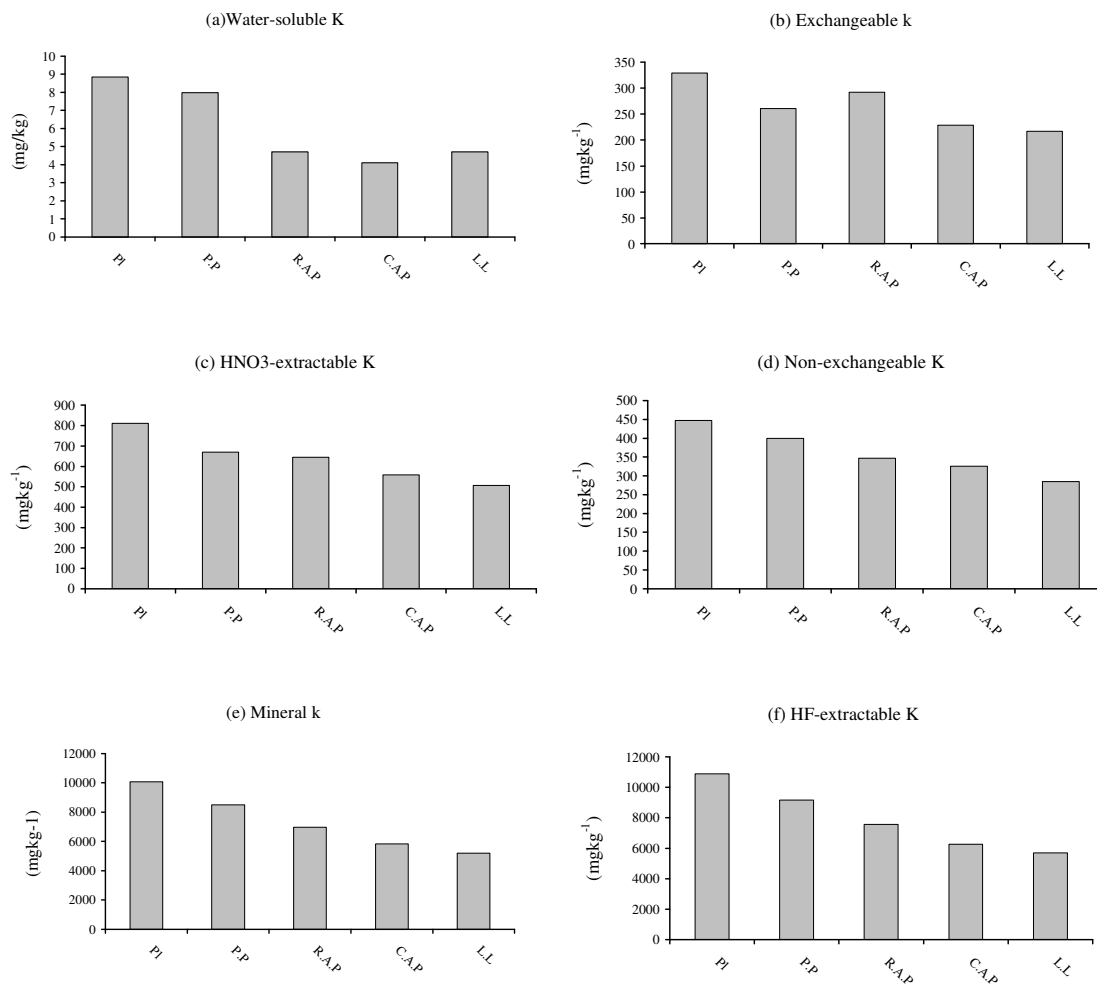 (a)Water-soluble K
10
9
8
7
6
5
4
3
2
1
0
(mg/kg)
Pl
P.P
R.A.P
C.A.P
L.L
(b) Exchangeable k
350
300
250
200
150
100
50
0
(mgkg-1)
Pl
P.P
R.A.P
C.A.P
L.L
(c) HNO3-extractable K
900
800
700
600
500
400
300
200
100
0
(mgkg-1)
Pl
P.P
R.A.P
C.A.P
L.L
(d) Non-exchangeable K
500
450
400
350
300
250
200
150
100
50
0
(mgkg-1)
Pl
P.P
R.A.P
C.A.P
L.L
(e) Mineral k
12000
10000
8000
6000
4000
2000
0
(mgkg-1)
Pl
P.P
R.A.P
C.A.P
L.L
(f) HF-extractable K
12000
10000
8000
6000
4000
2000
0
(mgkg-1)
Pl
P.P
R.A.P
C.A.P
L.L